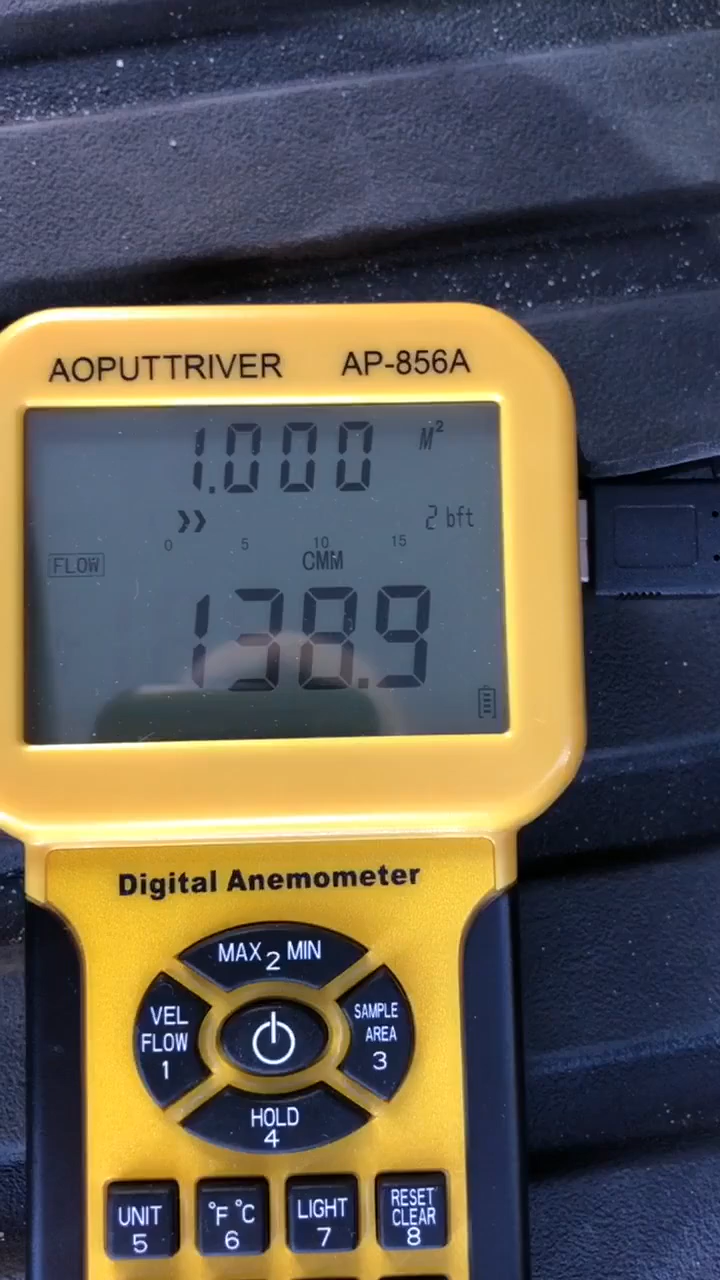 AOPUTTRIVER AP-856A
1.000 M²
2 bft
0 5 10 15
FLOW CMM
138.9
Digital Anemometer
MAX 2 MIN
VEL FLOW 1
SAMPLE AREA 3
HOLD 4
UNIT 5
°F °C 6
LIGHT 7
RESET CLEAR 8